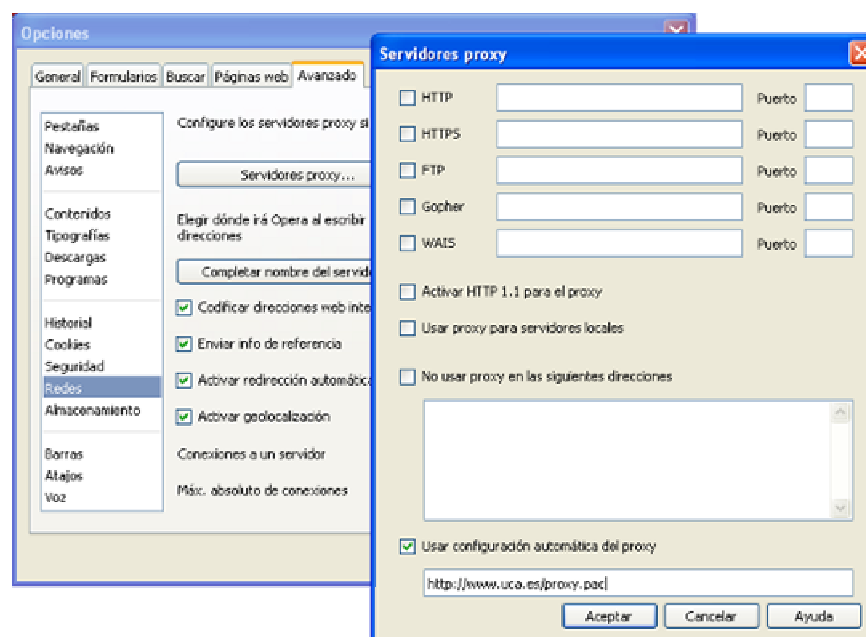 Opciones
General Formularios Buscar Páginas web Avanzado
Pestañas
Navegación
Avisos
Contenidos
Tipografías
Descargas
Programas
Historial
Cookies
Seguridad
Redes
Almacenamiento
Barras
Atajos
Voz
Configure los servidores proxy si
Servidores proxy...
Elegir dónde irá Opera al escribir
direcciones
Completar nombre del servid
Codificar direcciones web inte
Enviar info de referencia
Activar redirección automática
Activar geolocalización
Conexiones a un servidor
Máx. absoluto de conexiones
Servidores proxy
HTTP Puerto
HTTPS Puerto
FTP Puerto
Gopher Puerto
WAIS Puerto
Activar HTTP 1.1 para el proxy
Usar proxy para servidores locales
No usar proxy en las siguientes direcciones
Usar configuración automática del proxy
http://www.uca.es/proxy.pac
Aceptar Cancelar Ayuda